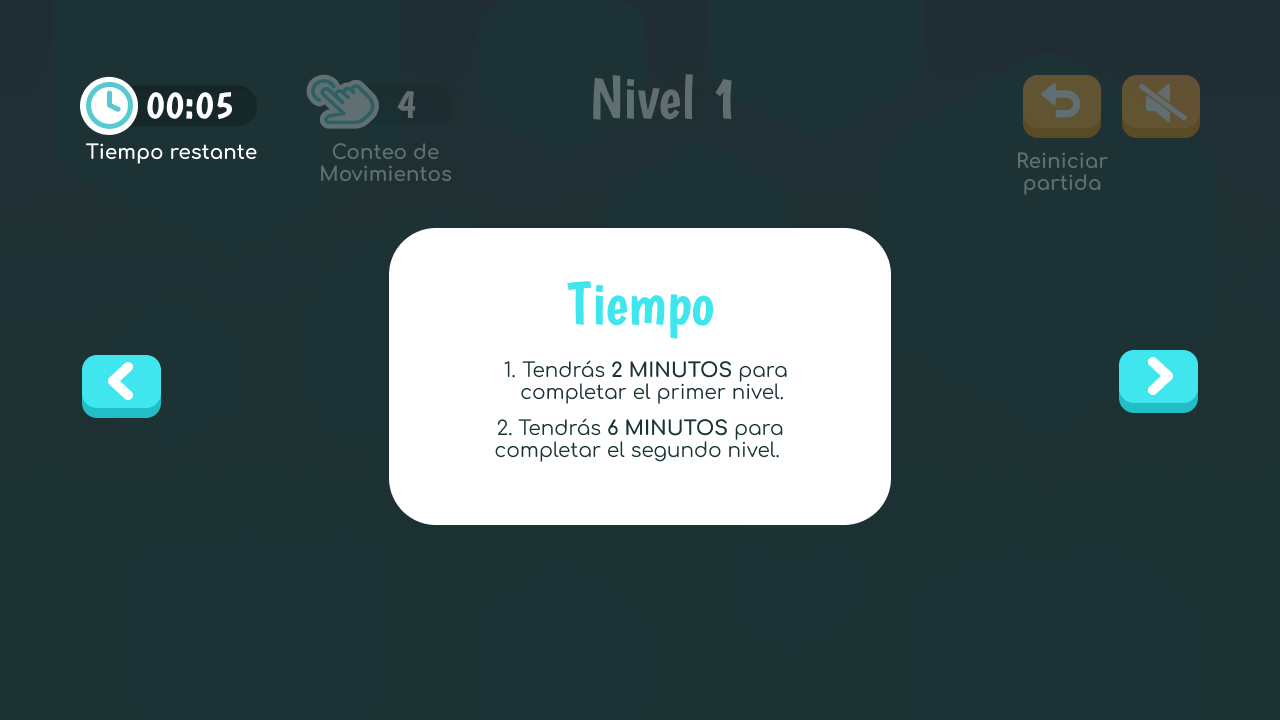 00:05
Tiempo restante
4
Conteo de
Movimientos
Nivel 1
Reiniciar
partida
Tiempo
1. Tendrás 2 MINUTOS para
completar el primer nivel.
2. Tendrás 6 MINUTOS para
completar el segundo nivel.